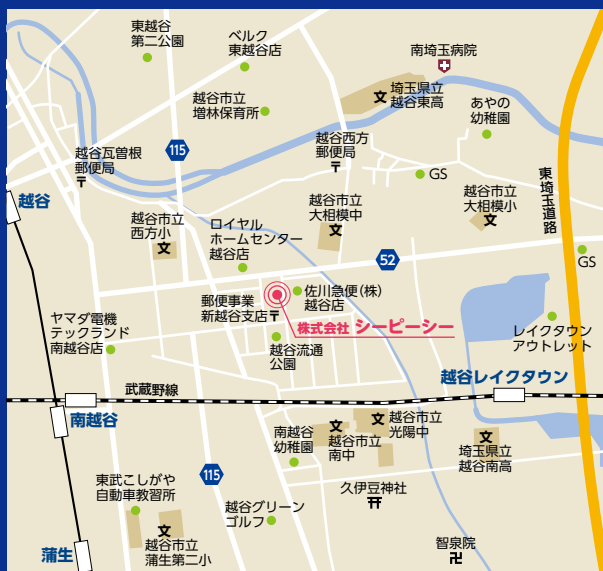 東越谷
第二公園
ベルク
東越谷店
南埼玉病院
越谷市立
増林保育所
埼玉県立
越谷東高
あやの
幼稚園
115
越谷瓦曽根
郵便局
〒
越谷西方
郵便局
〒
GS
東埼玉道路
越谷
越谷市立
西方小
文
ロイヤル
ホームセンター
越谷店
越谷市立
大相模中
文
越谷市立
大相模小
文
文
52
GS
郵便事業
新越谷支店〒
佐川急便(株)
越谷店
株式会社 シーピーシー
ヤマダ電機
テックランド
南越谷店
越谷流通
公園
レイクタウン
アウトレット
武蔵野線
越谷レイクタウン
南越谷
南越谷
幼稚園
文
越谷市立
南中
文
越谷市立
光陽中
文
埼玉県立
越谷南高
東武こしがや
自動車教習所
115
久伊豆神社
越谷グリーン
ゴルフ
文
越谷市立
蒲生第二小
蒲生
智泉院
卍